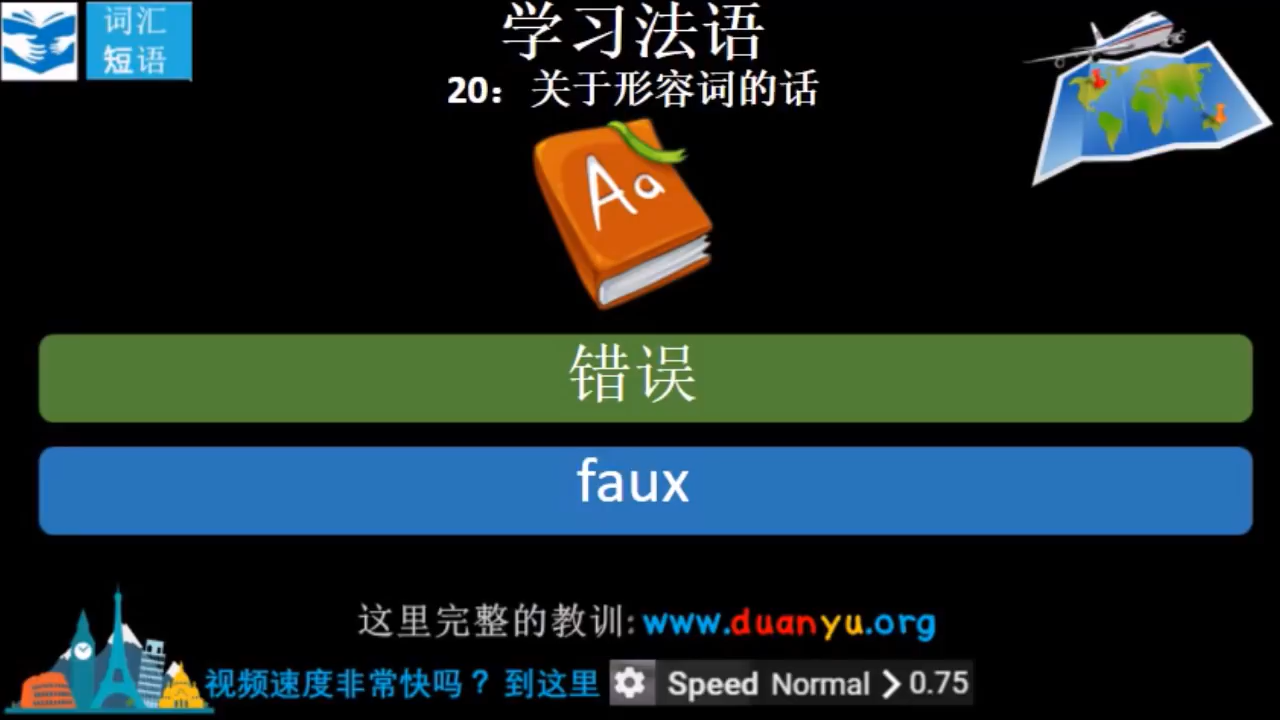 词汇
短语
学习法语
20：关于形容词的话
Aa
错误
faux
这里完整的教训: www.duanyu.org
视频速度非常快吗？到这里 Speed Normal > 0.75